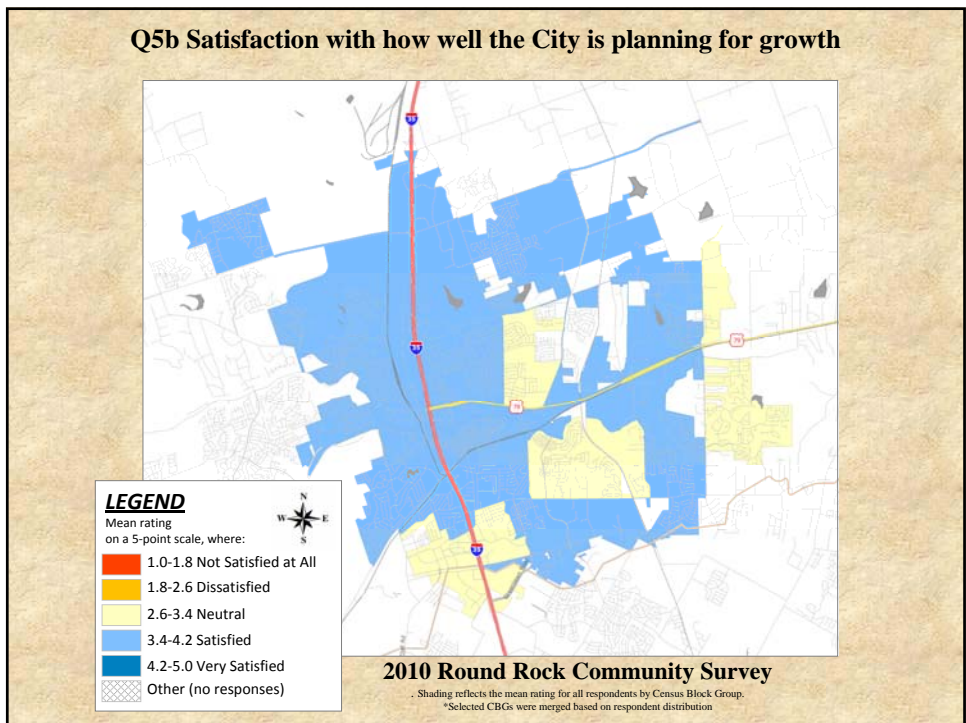 Q5b Satisfaction with how well the City is planning for growth
35
35
79
79
35
LEGEND
Mean rating
on a 5-point scale, where:
N
W E
S
1.0-1.8 Not Satisfied at All
1.8-2.6 Dissatisfied
2.6-3.4 Neutral
3.4-4.2 Satisfied
4.2-5.0 Very Satisfied
Other (no responses)
2010 Round Rock Community Survey
. Shading reflects the mean rating for all respondents by Census Block Group.
*Selected CBGs were merged based on respondent distribution